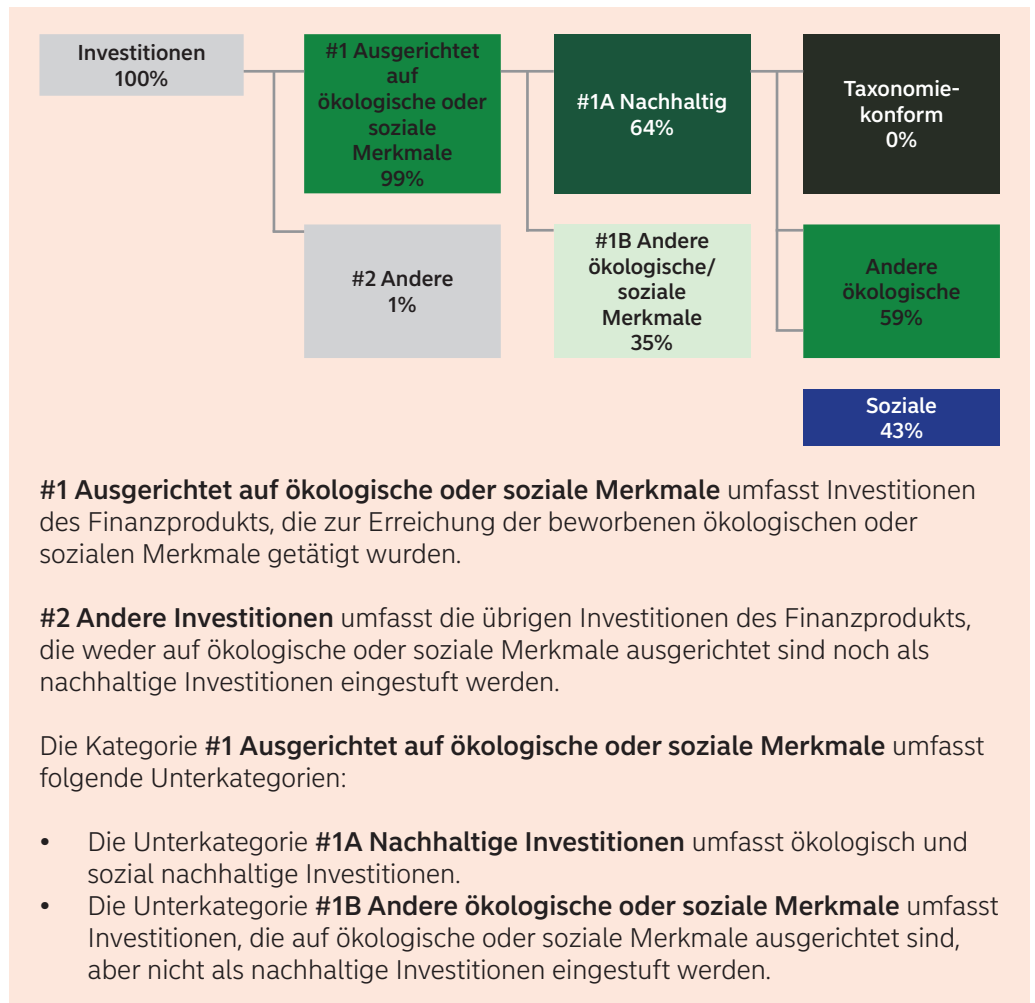 Investitionen
100%
#1 Ausgerichtet
auf
ökologische oder
soziale
Merkmale
99%
#1A Nachhaltig
64%
Taxonomie-
konform
0%
#2 Andere
1%
#1B Andere
ökologische/
soziale
Merkmale
35%
Andere
ökologische
59%
Soziale
43%
#1 Ausgerichtet auf ökologische oder soziale Merkmale umfasst Investitionen
des Finanzprodukts, die zur Erreichung der beworbenen ökologischen oder
sozialen Merkmale getätigt wurden.
#2 Andere Investitionen umfasst die übrigen Investitionen des Finanzprodukts,
die weder auf ökologische oder soziale Merkmale ausgerichtet sind noch als
nachhaltige Investitionen eingestuft werden.
Die Kategorie #1 Ausgerichtet auf ökologische oder soziale Merkmale umfasst
folgende Unterkategorien:
• Die Unterkategorie #1A Nachhaltige Investitionen umfasst ökologisch und
sozial nachhaltige Investitionen.
• Die Unterkategorie #1B Andere ökologische oder soziale Merkmale umfasst
Investitionen, die auf ökologische oder soziale Merkmale ausgerichtet sind,
aber nicht als nachhaltige Investitionen eingestuft werden.